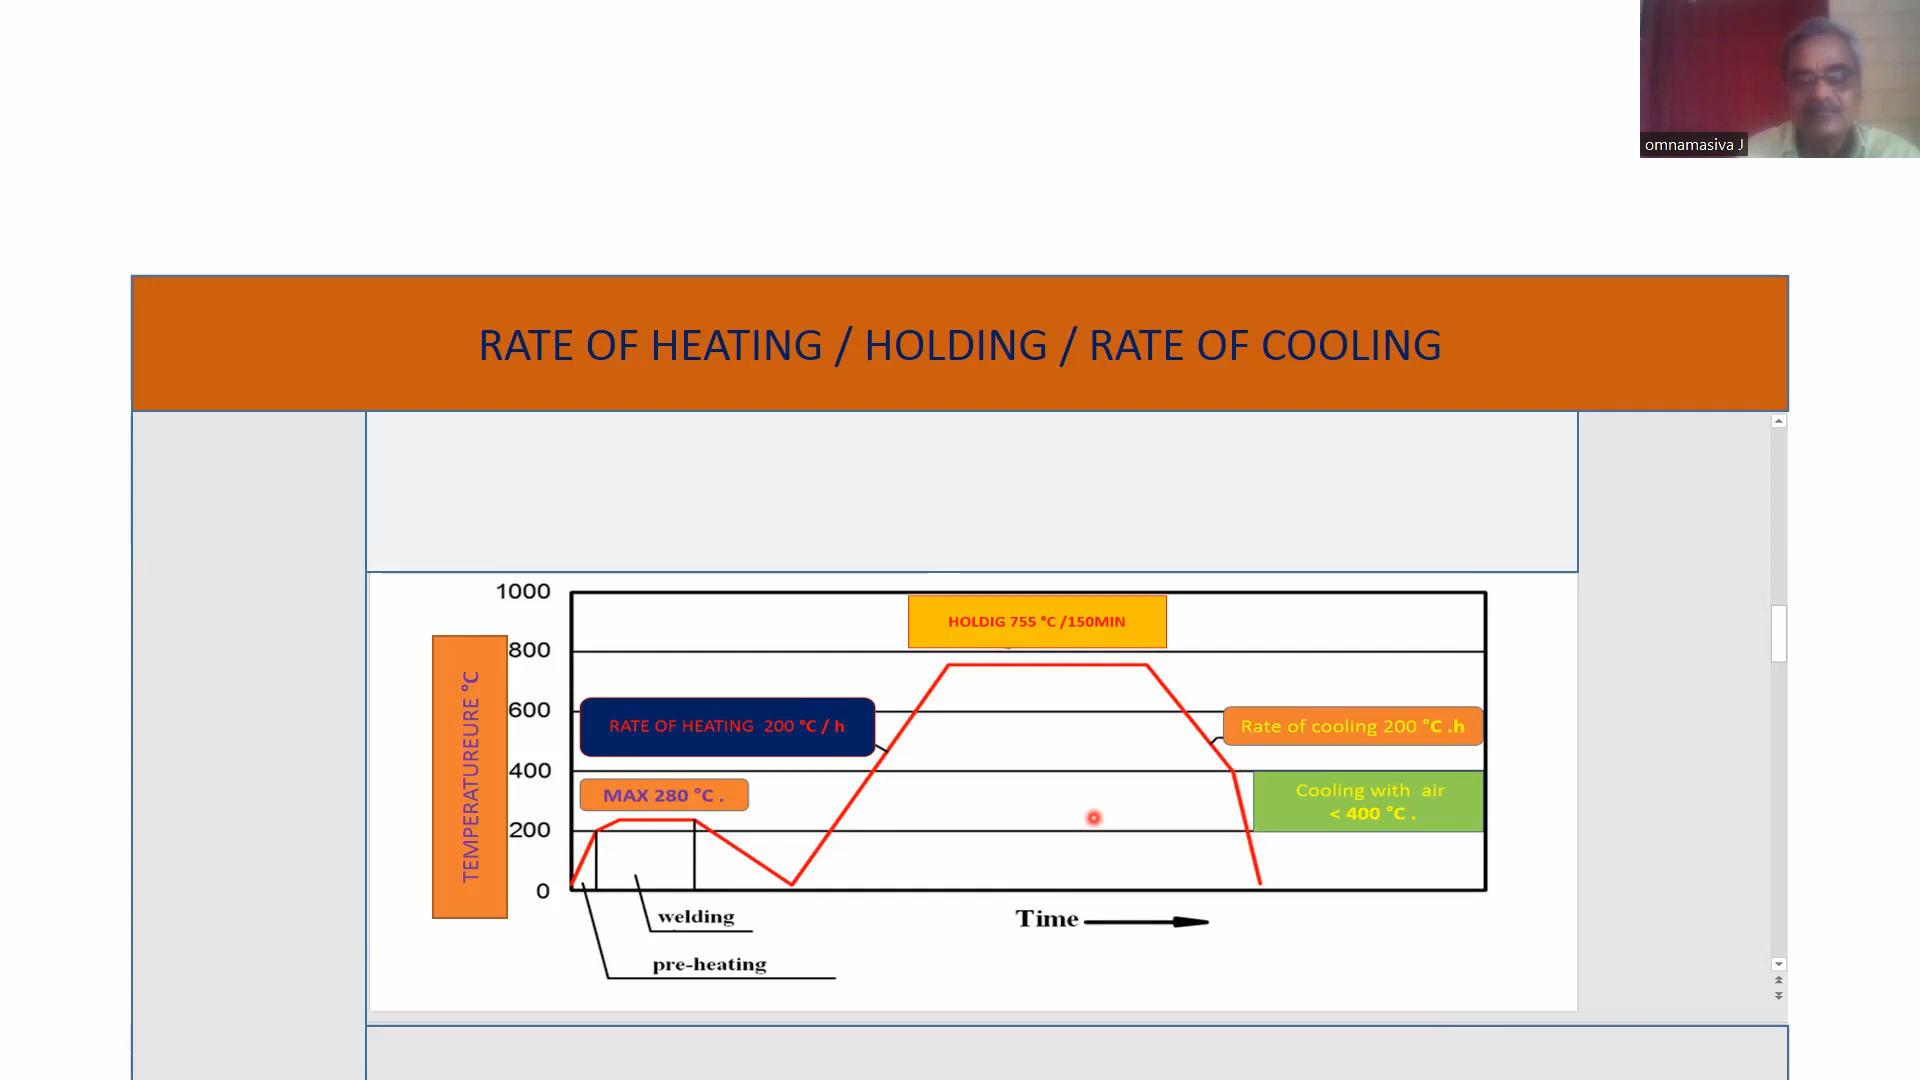 omnamasiva J
RATE OF HEATING / HOLDING / RATE OF COOLING
1000
800
600
400
200
0
TEMPERATUREURE °C
HOLDIG 755 °C /150MIN
RATE OF HEATING 200 °C / h
Rate of cooling 200 °C .h
MAX 280 °C .
Cooling with air
< 400 °C .
welding
Time
pre-heating